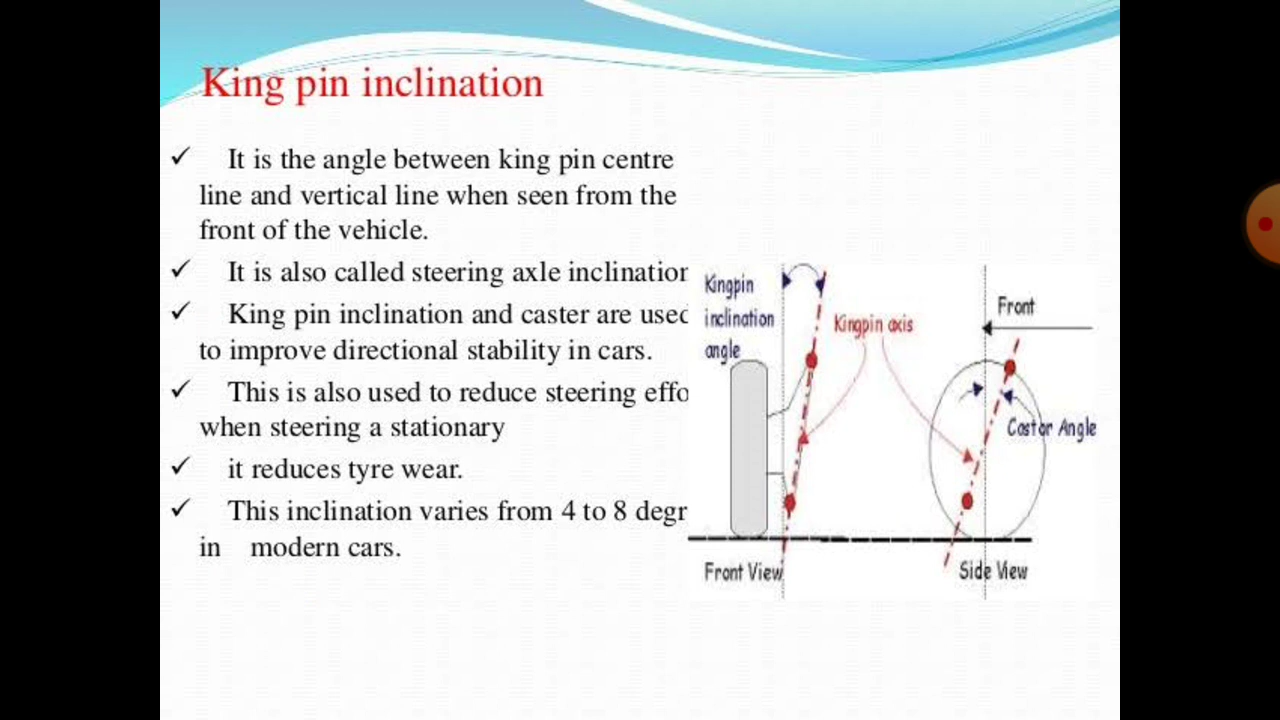 King pin inclination
✓ It is the angle between king pin centre
line and vertical line when seen from the
front of the vehicle.
✓ It is also called steering axle inclination
✓ King pin inclination and caster are used
to improve directional stability in cars.
✓ This is also used to reduce steering effo
when steering a stationary
✓ it reduces tyre wear.
✓ This inclination varies from 4 to 8 degr
in modern cars.
Kingpin
inclination
angle
Kingpin axis
Front
Castor Angle
Front View
Side View